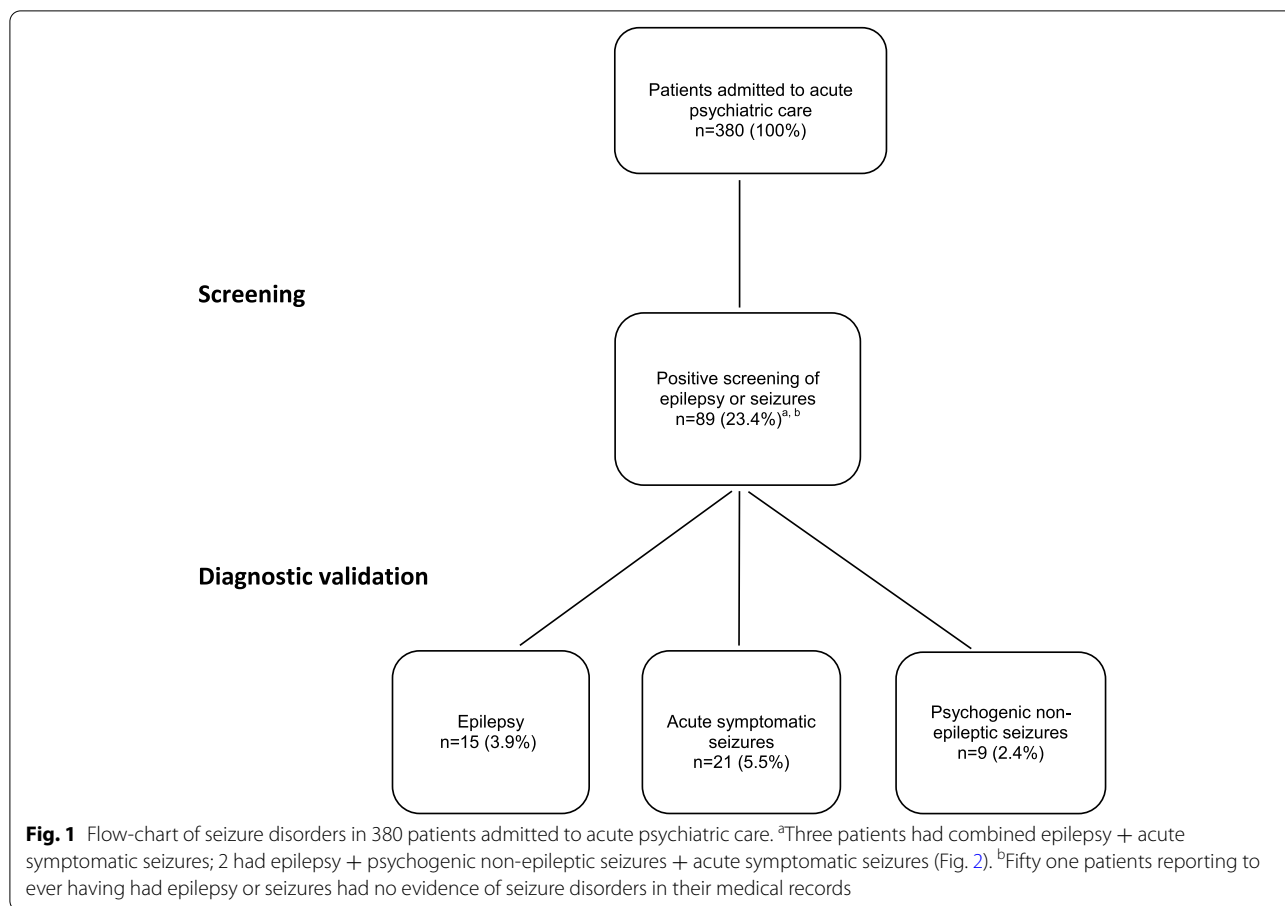 Patients admitted to acute
psychiatric care
n=380 (100%)
Screening
Positive screening of
epilepsy or seizures
n=89 (23.4%)a, b
Diagnostic validation
Epilepsy
n=15 (3.9%)
Acute symptomatic
seizures
n=21 (5.5%)
Psychogenic non-
epileptic seizures
n=9 (2.4%)
Fig. 1 Flow-chart of seizure disorders in 380 patients admitted to acute psychiatric care. aThree patients had combined epilepsy + acute
symptomatic seizures; 2 had epilepsy + psychogenic non-epileptic seizures + acute symptomatic seizures (Fig. 2). bFifty one patients reporting to
ever having had epilepsy or seizures had no evidence of seizure disorders in their medical records